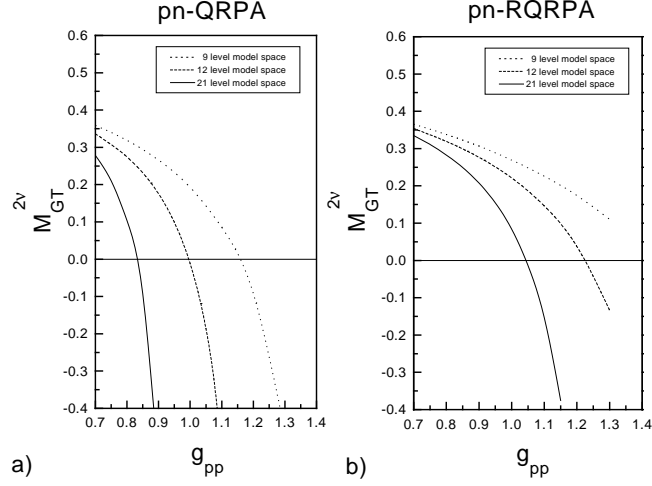 pn-QRPA
0.6
0.5
0.4
0.3
0.2
0.1
0.0
-0.1
-0.2
-0.3
-0.4
M_GT^2ν
9 level model space
12 level model space
21 level model space
0.7 0.8 0.9 1.0 1.1 1.2 1.3 1.4
a)
g_pp
pn-RQRPA
0.6
0.5
0.4
0.3
0.2
0.1
0.0
-0.1
-0.2
-0.3
-0.4
M_GT^2ν
9 level model space
12 level model space
21 level model space
0.7 0.8 0.9 1.0 1.1 1.2 1.3 1.4
b)
g_pp